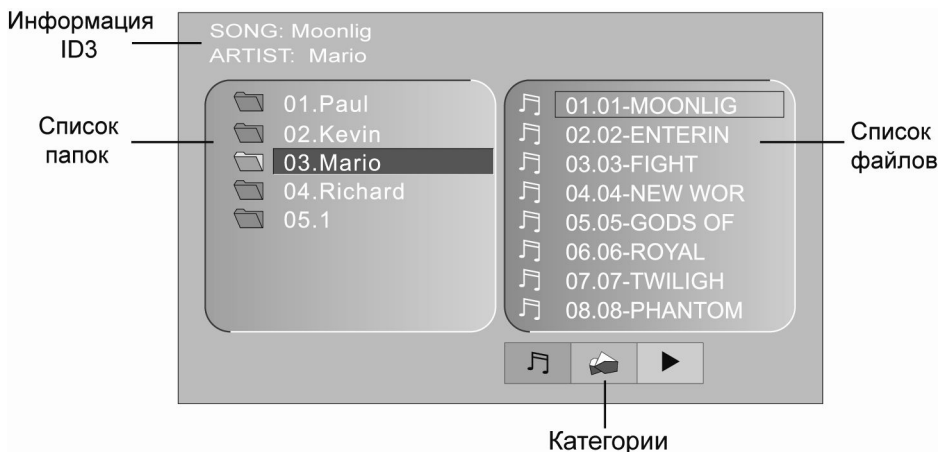 Информация
ID3
SONG: Moonlig
ARTIST: Mario
Список
папок
01.Paul
02.Kevin
03.Mario
04.Richard
05.1
01.01-MOONLIG
02.02-ENTERIN
03.03-FIGHT
04.04-NEW WOR
05.05-GODS OF
06.06-ROYAL
07.07-TWILIGH
08.08-PHANTOM
Список
файлов
Категории